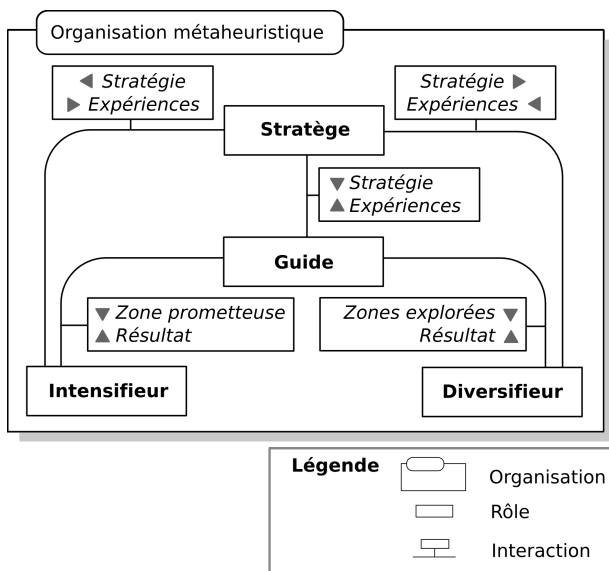 Organisation métaheuristique
◀ Stratégie
▶ Expériences
Stratégie ▶
Expériences ◀
Stratège
▼ Stratégie
▲ Expériences
Guide
▼ Zone prometteuse
▲ Résultat
Zones explorées ▼
Résultat ▲
Intensifieur
Diversifieur
Légende
Organisation
Rôle
Interaction